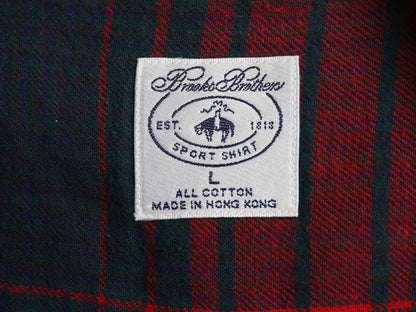 Brooks Brothers
EST. 1818
SPORT SHIRT
L
ALL COTTON
MADE IN HONG KONG